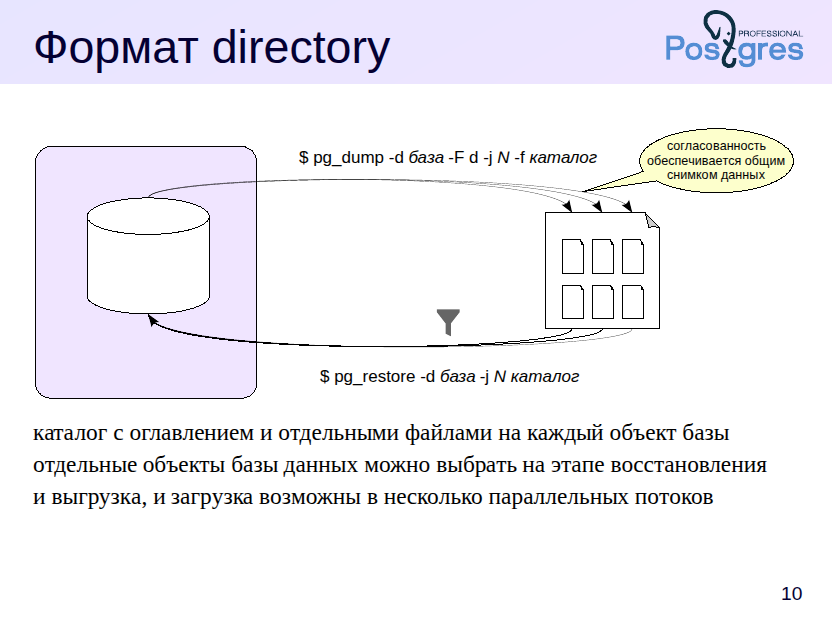 Формат directory
PROFESSIONAL
Postgres
$ pg_dump -d база -F d -j N -f каталог
согласованность
обеспечивается общим
снимком данных
$ pg_restore -d база -j N каталог
каталог с оглавлением и отдельными файлами на каждый объект базы
отдельные объекты базы данных можно выбрать на этапе восстановления
и выгрузка, и загрузка возможны в несколько параллельных потоков
10